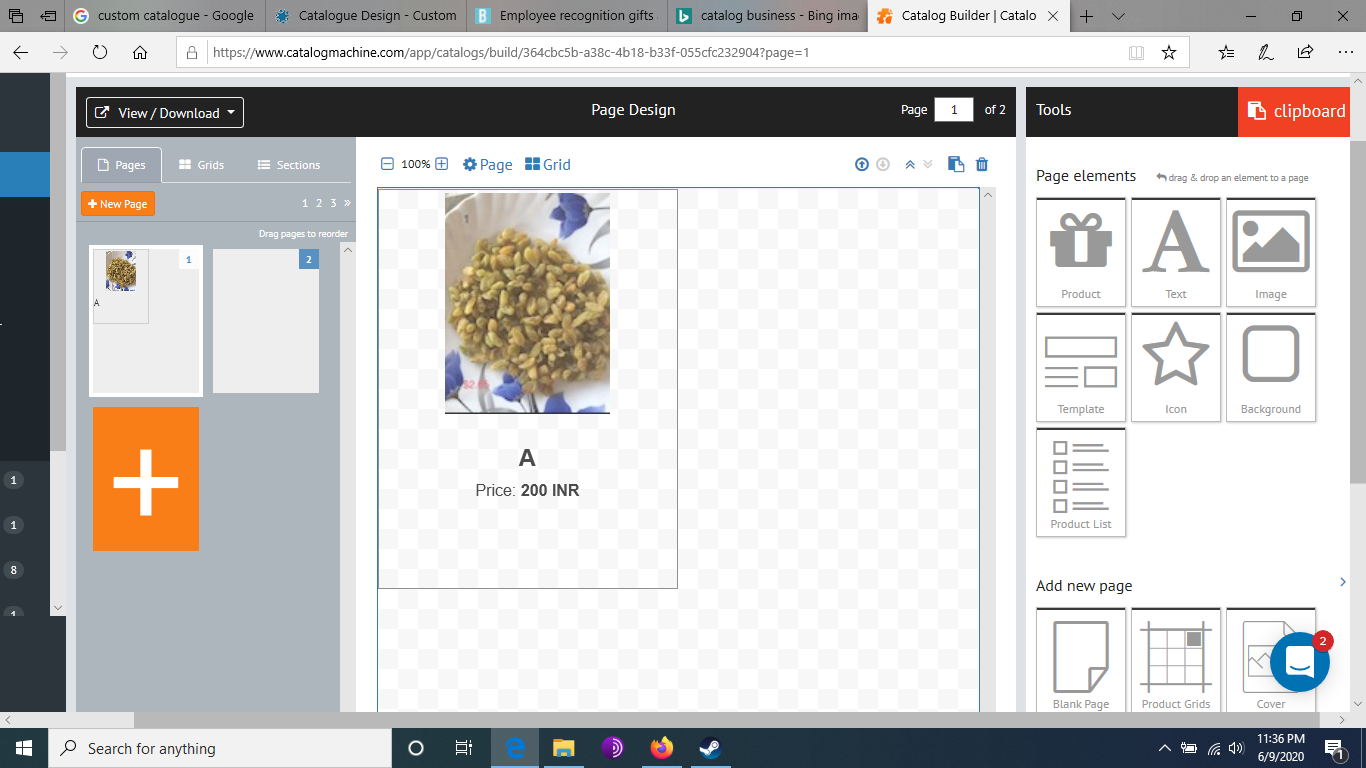 custom catalogue - Google
Catalogue Design - Custom
Employee recognition gifts
catalog business - Bing ima
Catalog Builder | Catalo
https://www.catalogmachine.com/app/catalogs/build/364cbc5b-a38c-4b18-b33f-055cfc232904?page=1
View / Download
Page Design
Page 1 of 2
Tools
clipboard
Pages
Grids
Sections
100%
Page
Grid
New Page
1 2 3 »
Drag pages to reorder
1
2
A
1
$2.
A
Price: 200 INR
Page elements
drag & drop an element to a page
Product
Text
Image
Template
Icon
Background
Product List
Add new page
Blank Page
Product Grids
Cover
2
1
1
8
1
Search for anything
11:36 PM
6/9/2020
1